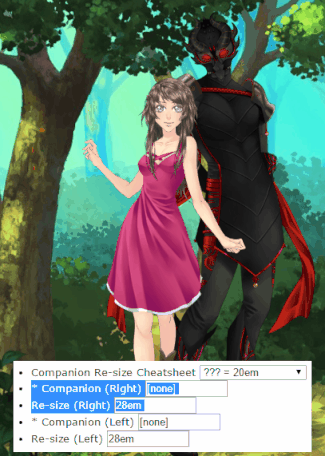 Companion Re-size Cheatsheet ??? = 20em
* Companion (Right) [none]
Re-size (Right) 28em
* Companion (Left) [none]
Re-size (Left) 28em